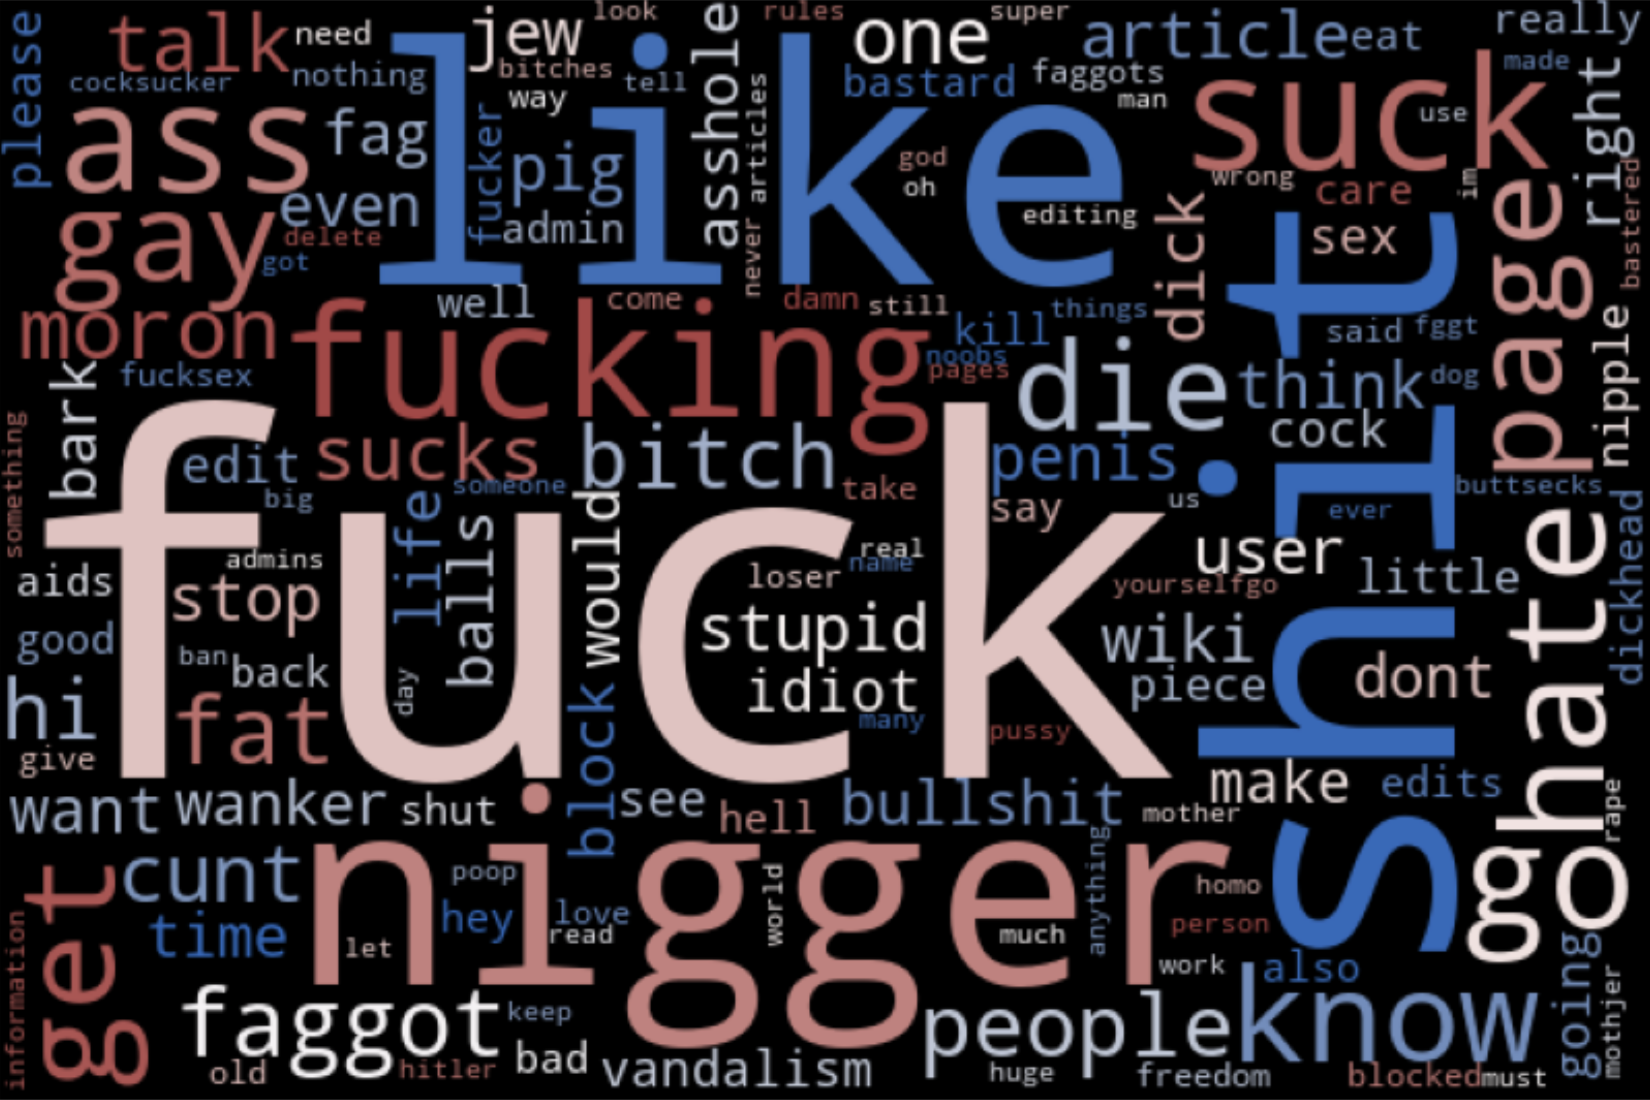 please
talk
need
jew
look
rules
one
super
article
eat
really
cocksucker
nothing
bitches
tell
bastard
faggots
made
way
man
like
suck
use
right
ass
fag
fucker
pig
asshole
articles
god
oh
wrong
care
im
bastered
even
admin
editing
dick
sex
gay
delete
got
never
page
well
come
damn
still
things
shit
said
fggt
moron
fucking
kill
noobs
pages
die
think
dog
nipple
bark
fucksex
cock
something
edit
sucks
bitch
penis
big
someone
take
say
us
ever
buttsecks
fuck
life
balls
would
real
name
user
hate
dickhead
admins
loser
yourselfgo
little
aids
stop
stupid
wiki
good
ban
back
day
idiot
piece
dont
hi
fat
block
many
pussy
give
make
edits
want
wanker
shut
see
hell
bullshit
mother
rape
get
cunt
nigger
poop
world
anything
homo
go
time
hey
love
read
much
person
let
work
also
going
information
faggot
keep
people
know
mothjer
old
hitler
bad
vandalism
huge
freedom
blocked
must